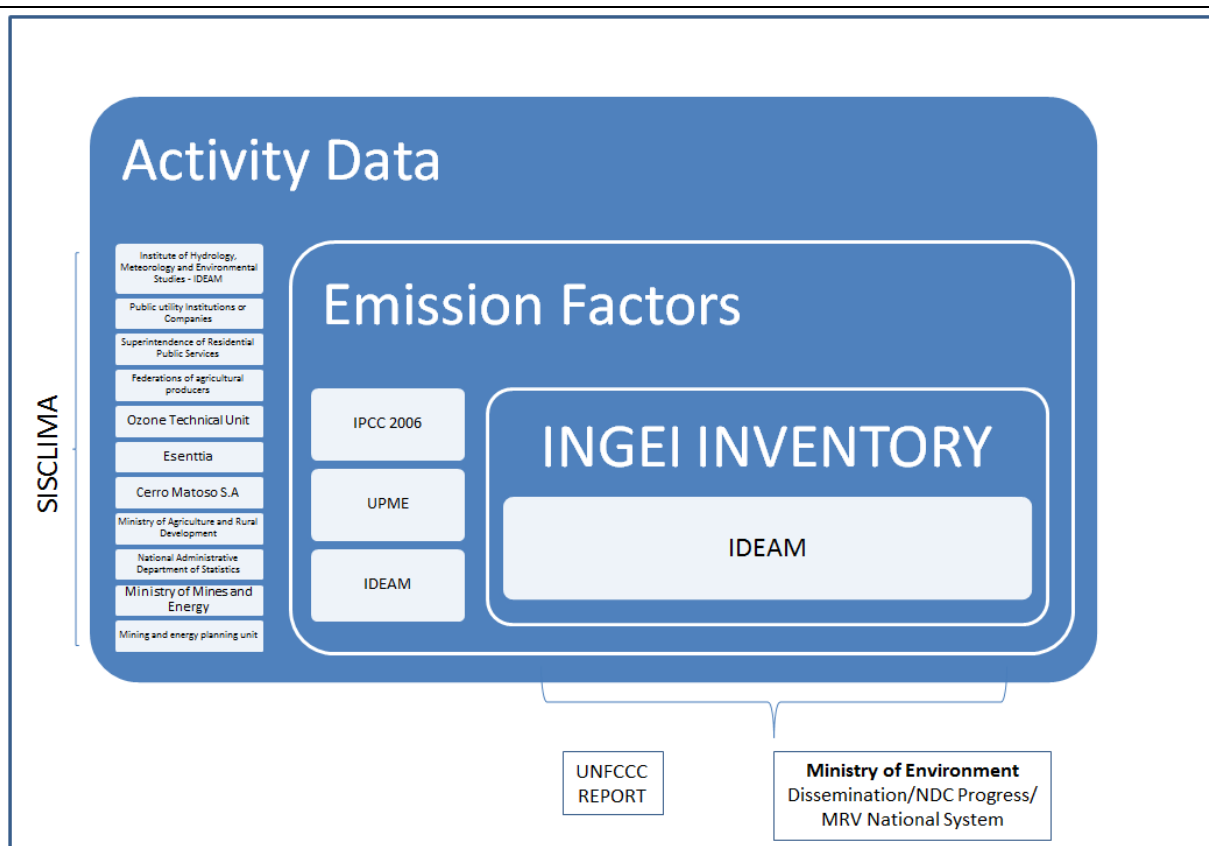 Activity Data
Institute of Hydrology,
Meteorology and Environmental
Studies - IDEAM
Public utility Institutions or
Companies
Superintendence of Residential
Public Services
Federations of agricultural
producers
Ozone Technical Unit
Esenttia
Cerro Matoso S.A
Ministry of Agriculture and Rural
Development
National Administrative
Department of Statistics
Ministry of Mines and
Energy
Mining and energy planning unit
SISCLIMA
Emission Factors
IPCC 2006
UPME
IDEAM
INGEI INVENTORY
IDEAM
UNFCCC
REPORT
Ministry of Environment
Dissemination/NDC Progress/
MRV National System